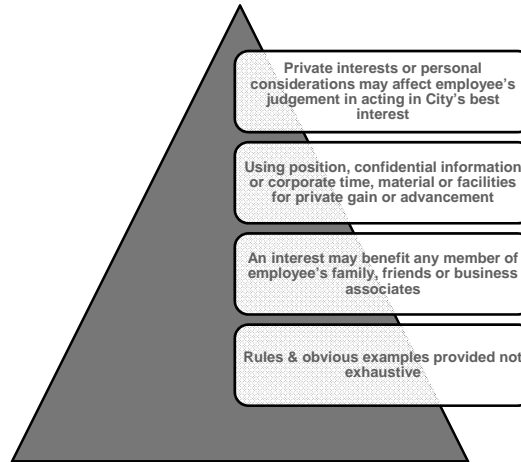 Private interests or personal
considerations may affect employee's
judgement in acting in City's best
interest
Using position, confidential information
or corporate time, material or facilities
for private gain or advancement
An interest may benefit any member of
employee's family, friends or business
associates
Rules & obvious examples provided not
exhaustive